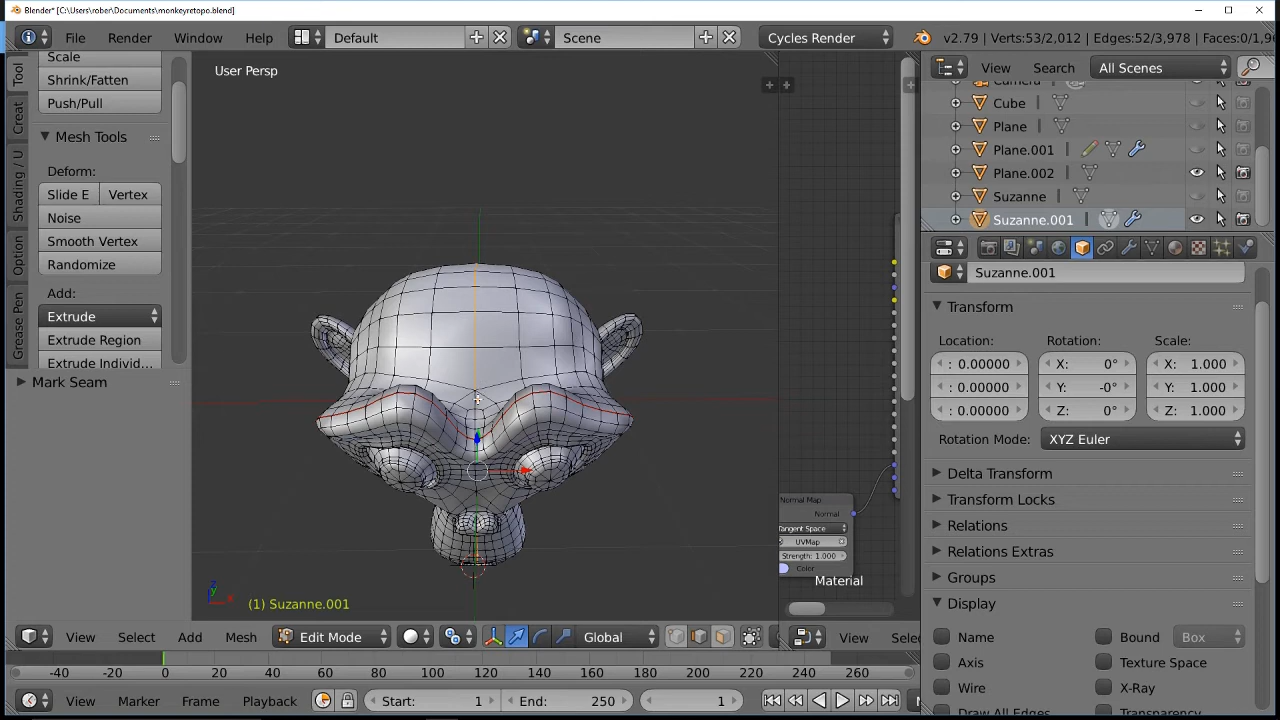 Blender* [C:\Users\rober\Documents\monkeyretopo.blend]
File Render Window Help Default Scene Cycles Render v2.79 | Verts:53/2,012 | Edges:52/3,978 | Faces:0/1,9
Tool
Creat
Shading / U
Option
Grease Pen
Scale
Shrink/Fatten
Push/Pull
Mesh Tools
Deform:
Slide E Vertex
Noise
Smooth Vertex
Randomize
Add:
Extrude
Extrude Region
Extrude Individ...
Mark Seam
User Persp
(1) Suzanne.001
Normal Map
Normal
Tangent Space
UVMap
Strength: 1.000
Color
Material
View Select Add Mesh Edit Mode Global
View Selec
-40 -20 0 20 40 60 80 100 120 140 160 180 200 220 240 260
View Marker Frame Playback Start: 1 End: 250 1
View Search All Scenes
Camera
Cube
Plane
Plane.001
Plane.002
Suzanne
Suzanne.001
Suzanne.001
Transform
Location: Rotation: Scale:
: 0.00000 X: 0° X: 1.000
: 0.00000 Y: -0° Y: 1.000
: 0.00000 Z: 0° Z: 1.000
Rotation Mode: XYZ Euler
Delta Transform
Transform Locks
Relations
Relations Extras
Groups
Display
Name Bound Box
Axis Texture Space
Wire X-Ray
Draw All Edges Transparency